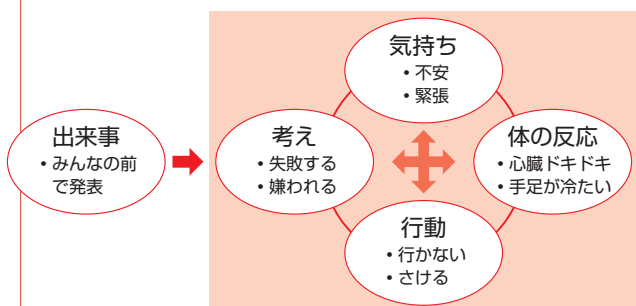 出来事
・みんなの前
で発表
考え
・失敗する
・嫌われる
気持ち
・不安
・緊張
体の反応
・心臓ドキドキ
・手足が冷たい
行動
・行かない
・さける